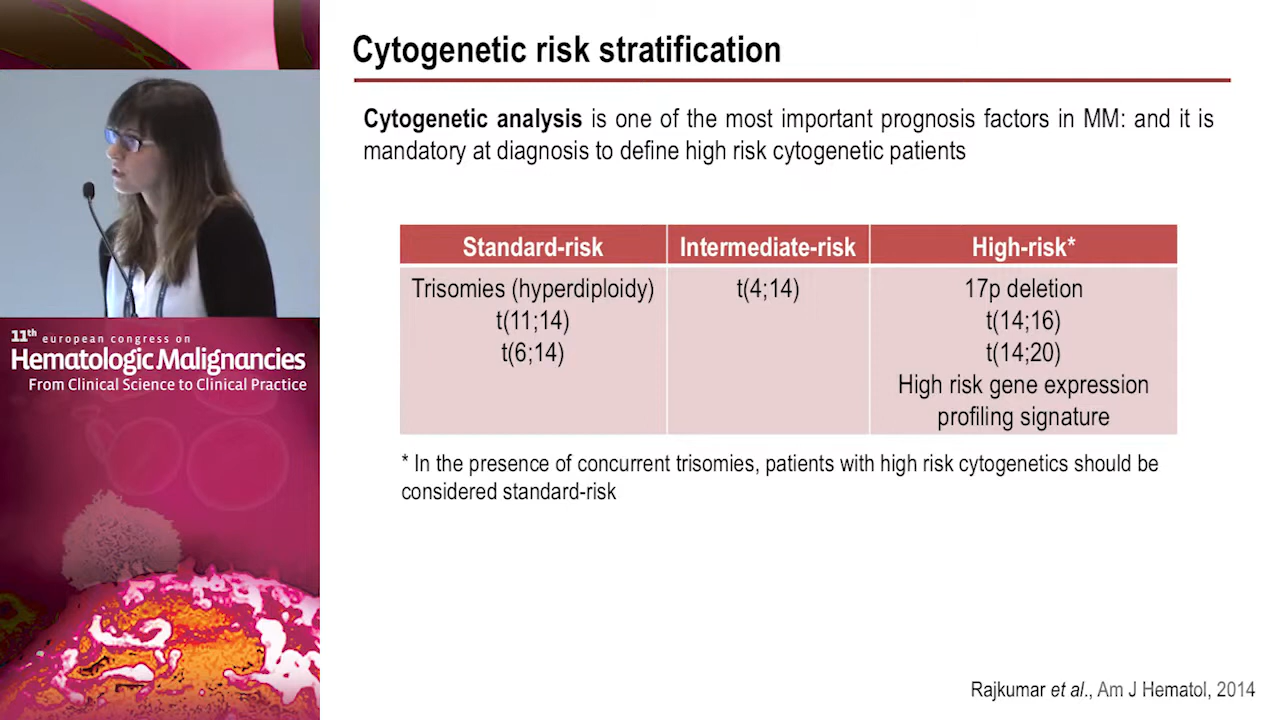 Cytogenetic risk stratification
Cytogenetic analysis is one of the most important prognosis factors in MM: and it is
mandatory at diagnosis to define high risk cytogenetic patients
Standard-risk
Intermediate-risk
High-risk*
Trisomies (hyperdiploidy)
t(11;14)
t(6;14)
t(4;14)
17p deletion
t(14;16)
t(14;20)
High risk gene expression
profiling signature
* In the presence of concurrent trisomies, patients with high risk cytogenetics should be
considered standard-risk
Rajkumar et al., Am J Hematol, 2014
11th european congress on
Hematologic Malignancies
From Clinical Science to Clinical Practice